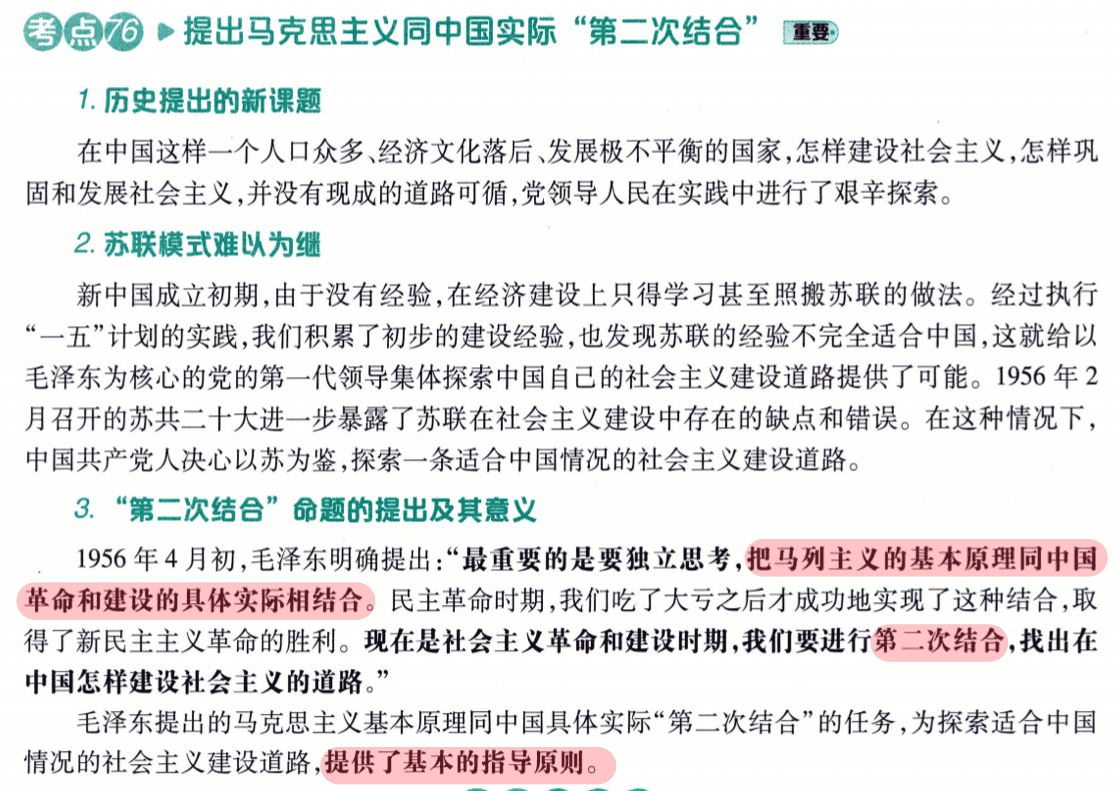 考点76 ▶ 提出马克思主义同中国实际“第二次结合” 重要
1. 历史提出的新课题
在中国这样一个人口众多、经济文化落后、发展极不平衡的国家,怎样建设社会主义,怎样巩
固和发展社会主义,并没有现成的道路可循,党领导人民在实践中进行了艰辛探索。
2. 苏联模式难以为继
新中国成立初期,由于没有经验,在经济建设上只得学习甚至照搬苏联的做法。经过执行
“一五”计划的实践,我们积累了初步的建设经验,也发现苏联的经验不完全适合中国,这就给以
毛泽东为核心的党的第一代领导集体探索中国自己的社会主义建设道路提供了可能。1956 年 2
月召开的苏共二十大进一步暴露了苏联在社会主义建设中存在的缺点和错误。在这种情况下,
中国共产党人决心以苏为鉴,探索一条适合中国情况的社会主义建设道路。
3. “第二次结合”命题的提出及其意义
1956 年 4 月初,毛泽东明确提出:“最重要的是要独立思考,把马列主义的基本原理同中国
革命和建设的具体实际相结合。民主革命时期,我们吃了大亏之后才成功地实现了这种结合,取
得了新民主主义革命的胜利。现在是社会主义革命和建设时期,我们要进行第二次结合,找出在
中国怎样建设社会主义的道路。”
毛泽东提出的马克思主义基本原理同中国具体实际“第二次结合”的任务,为探索适合中国
情况的社会主义建设道路,提供了基本的指导原则。